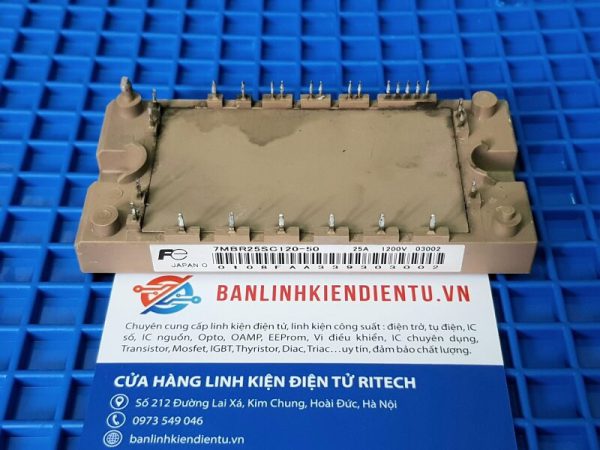 7MBR25SC120-50 25A 1200V 03002
Fe
JAPAN O
0108FAA339303002
BANLINHKIENDIENTU.VN
Chuyên cung cấp linh kiện điện tử, linh kiện công suất : điện trở, tụ điện, IC
số, IC nguồn, Opto, OAMP, EEProm, Vi điều khiển, IC chuyên dụng,
Transistor, Mosfet, IGBT, Thyristor, Diac, Triac... uy tín, đảm bảo chất lượng.
CỬA HÀNG LINH KIỆN ĐIỆN TỬ RITECH
Số 212 Đường Lai Xá, Kim Chung, Hoài Đức, Hà Nội
0973 549 046
banlinhkiendientu.vn